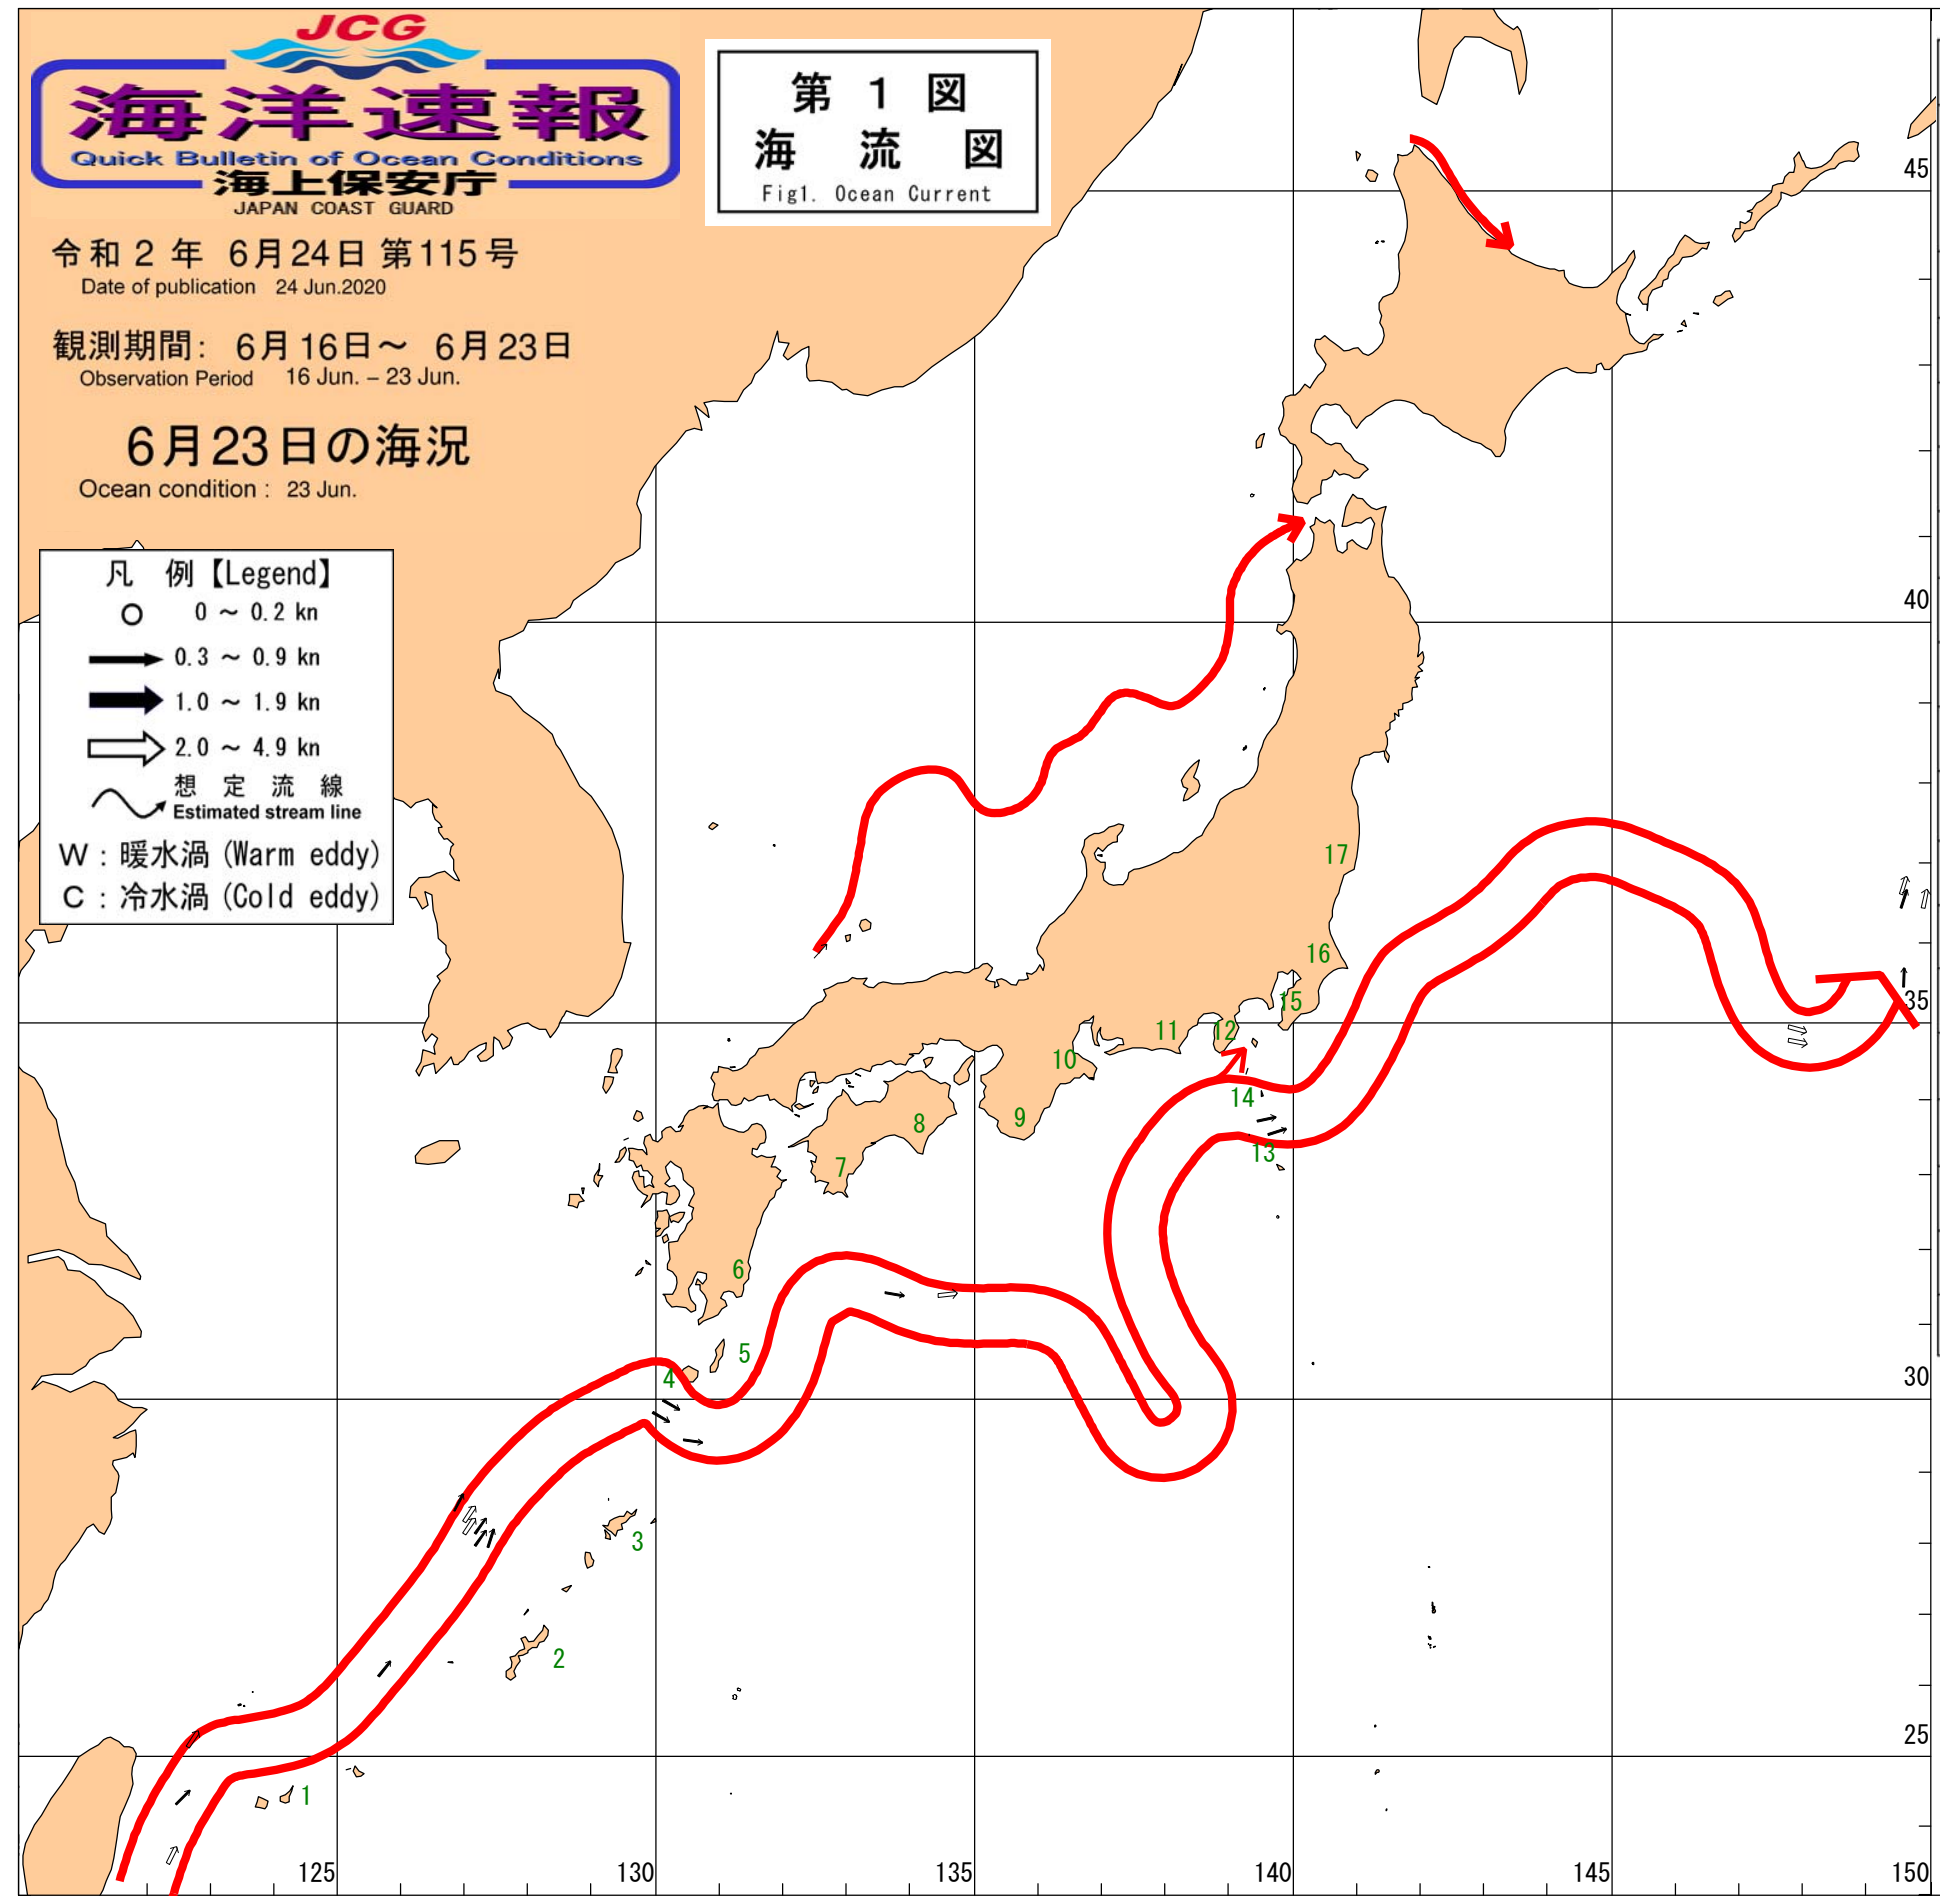 JCG
海洋速報
Quick Bulletin of Ocean Conditions
海上保安庁
JAPAN COAST GUARD
第 1 図
海 流 図
Fig1. Ocean Current
令和 2 年 6月24日 第115号
Date of publication 24 Jun.2020
観測期間: 6月16日～ 6月23日
Observation Period 16 Jun. – 23 Jun.
6月23日の海況
Ocean condition : 23 Jun.
凡 例【Legend】
0 ～ 0.2 kn
0.3 ～ 0.9 kn
1.0 ～ 1.9 kn
2.0 ～ 4.9 kn
想 定 流 線
Estimated stream line
W : 暖水渦 (Warm eddy)
C : 冷水渦 (Cold eddy)
45
40
35
30
25
17
16
15
12
11
10
14
13
9
8
7
6
5
4
3
2
1
125
130
135
140
145
150